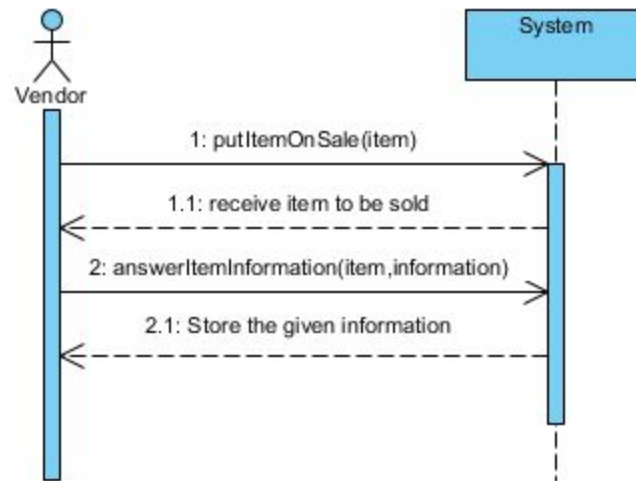 System
Vendor
1: putItemOnSale(item)
1.1: receive item to be sold
2: answerItemInformation(item,information)
2.1: Store the given information